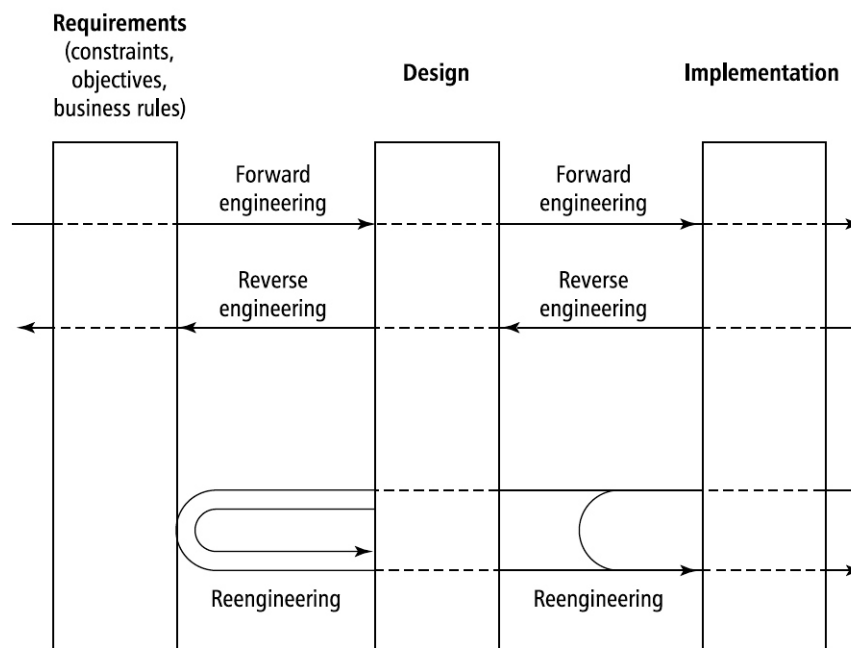 Requirements
(constraints,
objectives,
business rules)
Design
Implementation
Forward
engineering
Forward
engineering
Reverse
engineering
Reverse
engineering
Reengineering
Reengineering